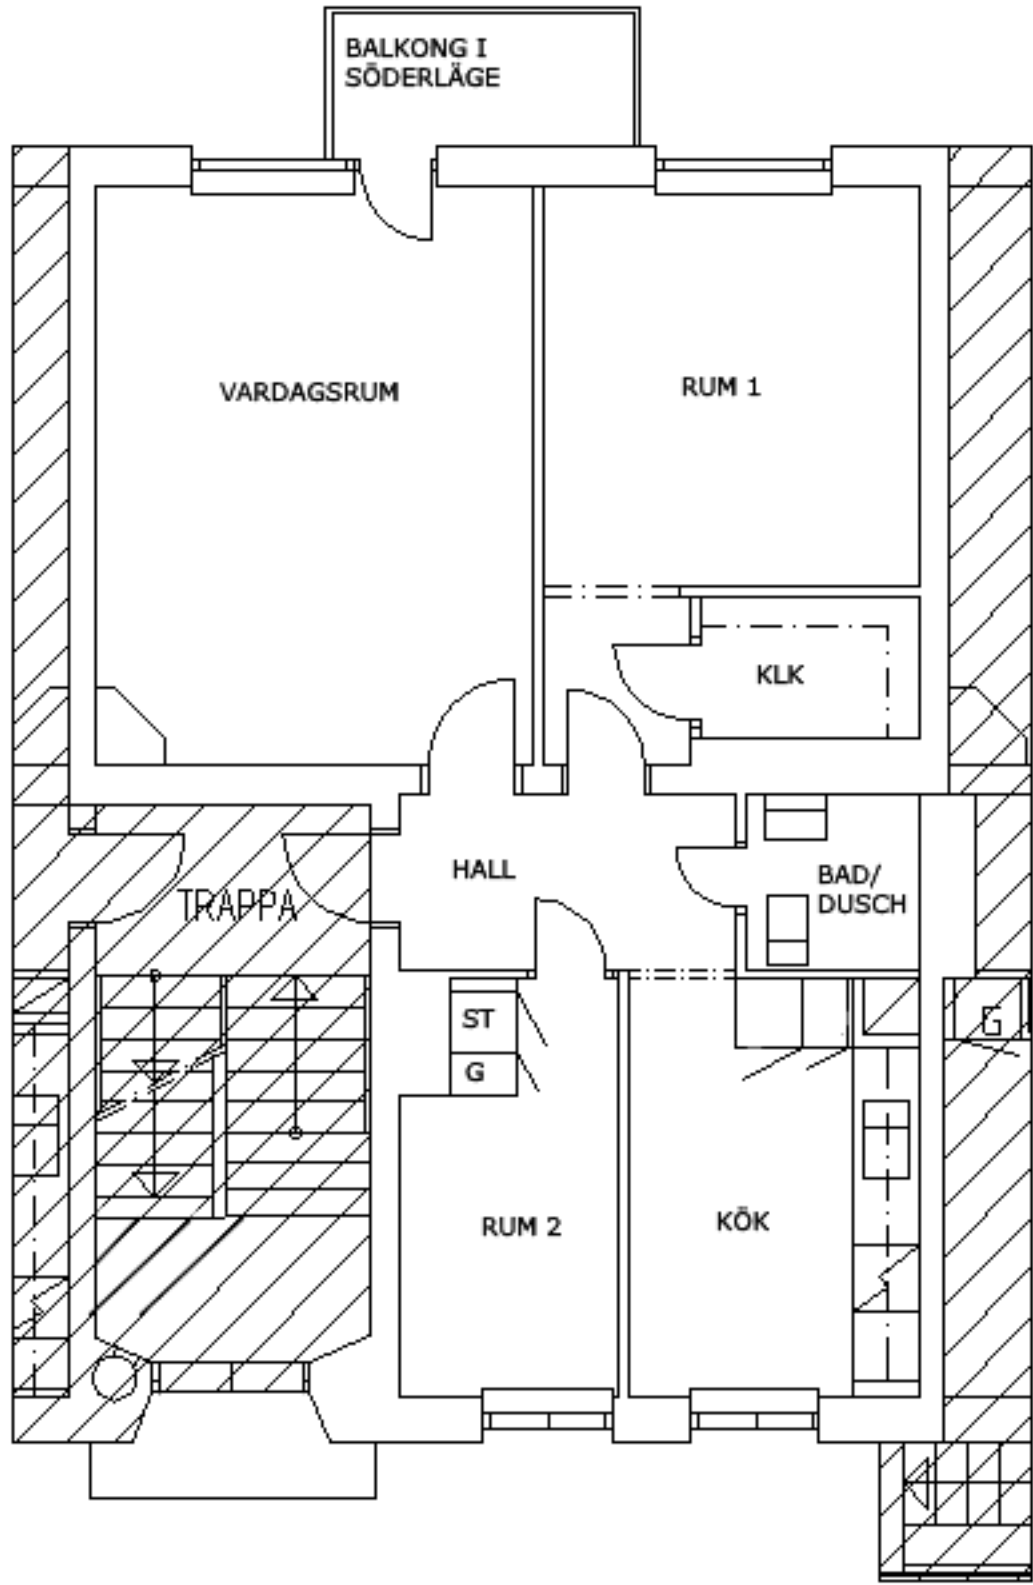 BALKONG I
SÖDERLÄGE
VARDAGSRUM
RUM 1
KLK
HALL
BAD/
DUSCH
TRAPPA
ST
G
G
RUM 2
KÖK